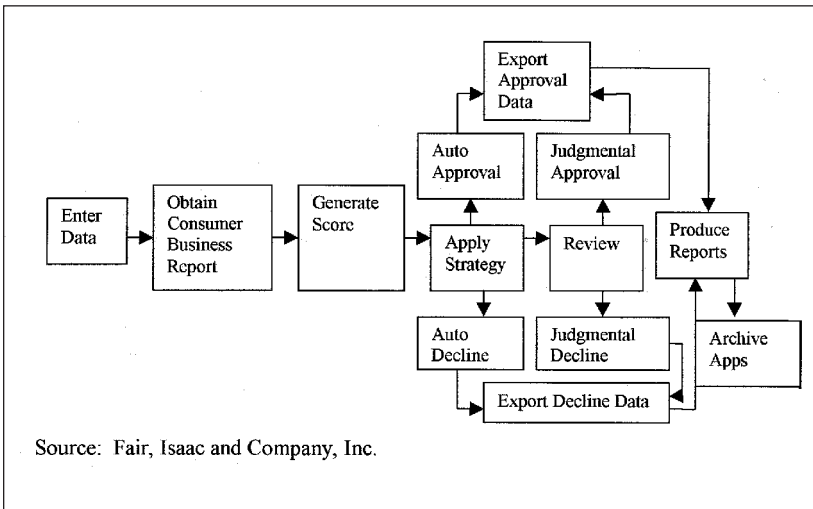 Enter
Data
Obtain
Consumer
Business
Report
Generate
Score
Apply
Strategy
Auto
Approval
Auto
Decline
Review
Judgmental
Approval
Judgmental
Decline
Export
Approval
Data
Export Decline Data
Produce
Reports
Archive
Apps
Source: Fair, Isaac and Company, Inc.